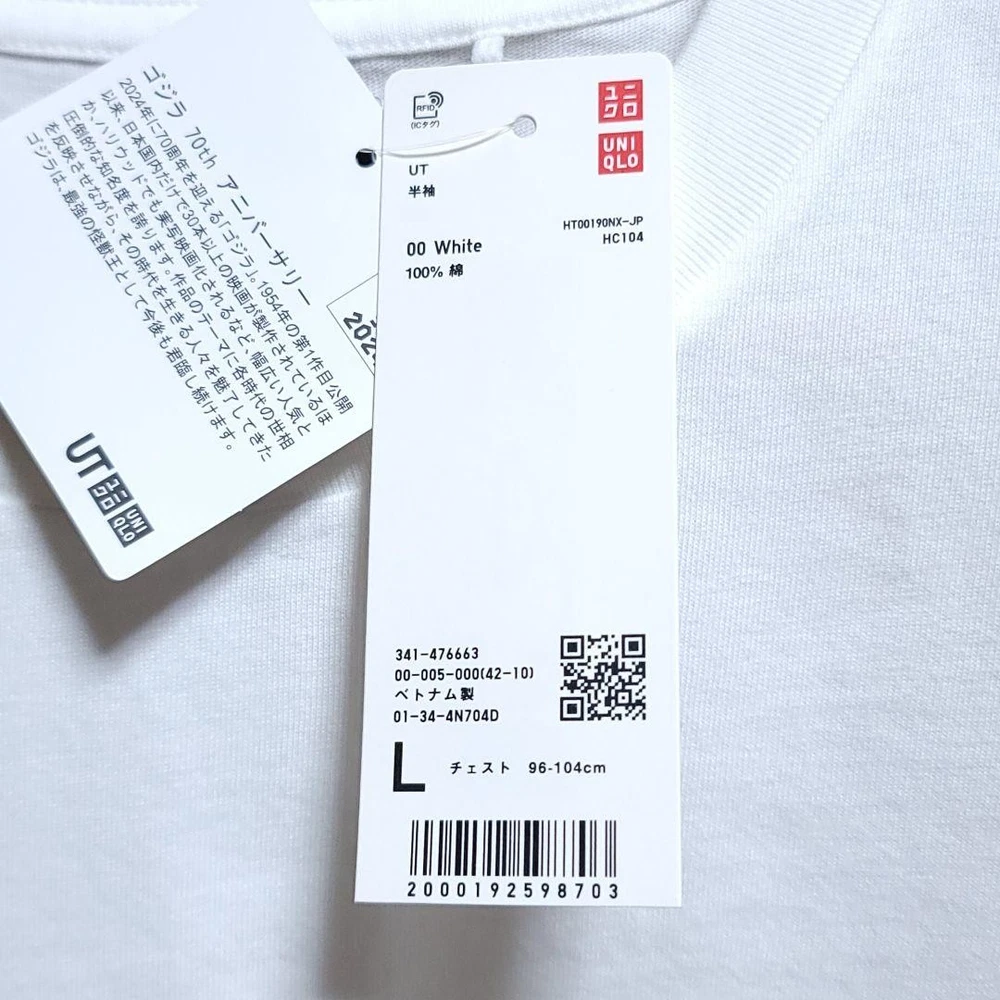 ゴジラ 70th アニバーサリー
2024年に70周年を迎える「ゴジラ」。1954年の第1作目公開
以来、日本国内だけで30本以上の映画が製作されているほ
か、ハリウッドでも実写映画化されるなど、幅広い人気と
圧倒的な知名度を誇ります。作品のテーマに各時代の世相
を反映させながら、その時代を生きる人々を魅了してきた
ゴジラは、最強の怪獣王として今後も君臨し続けます。
UT
ユニ
クロ
UNI
QLO
RFID
(ICタグ)
ユニ
クロ
UNI
QLO
UT
半袖
HT00190NX-JP
HC104
00 White
100% 綿
341-476663
00-005-000(42-10)
ベトナム製
01-34-4N704D
L チェスト 96-104cm
2000192598703